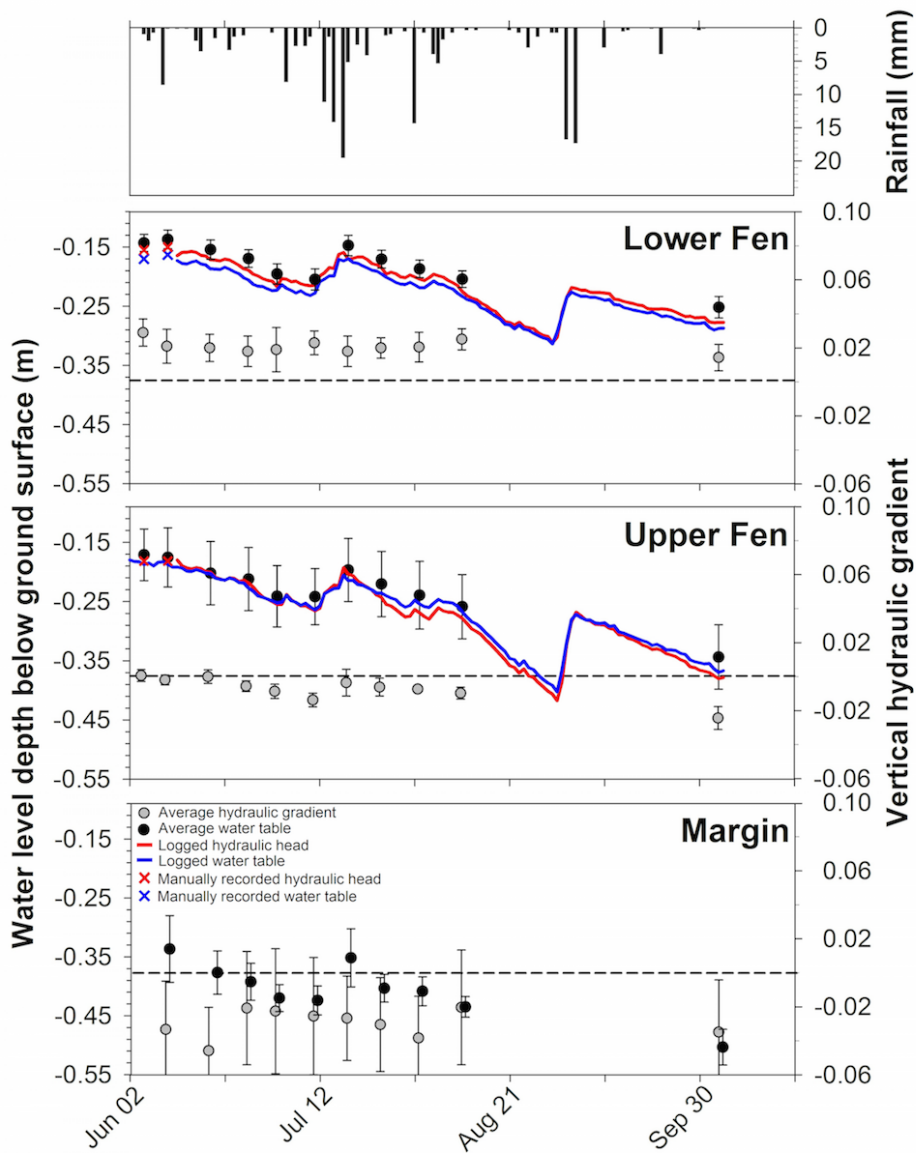 0
5
10
15
20
Rainfall (mm)
Lower Fen
-0.15
-0.25
-0.35
-0.45
-0.55
0.10
0.06
0.02
-0.02
-0.06
Upper Fen
-0.15
-0.25
-0.35
-0.45
-0.55
0.10
0.06
0.02
-0.02
-0.06
Water level depth below ground surface (m)
Vertical hydraulic gradient
Margin
Average hydraulic gradient
Average water table
Logged hydraulic head
Logged water table
Manually recorded hydraulic head
Manually recorded water table
-0.15
-0.25
-0.35
-0.45
-0.55
0.10
0.06
0.02
-0.02
-0.06
Jun 02
Jul 12
Aug 21
Sep 30